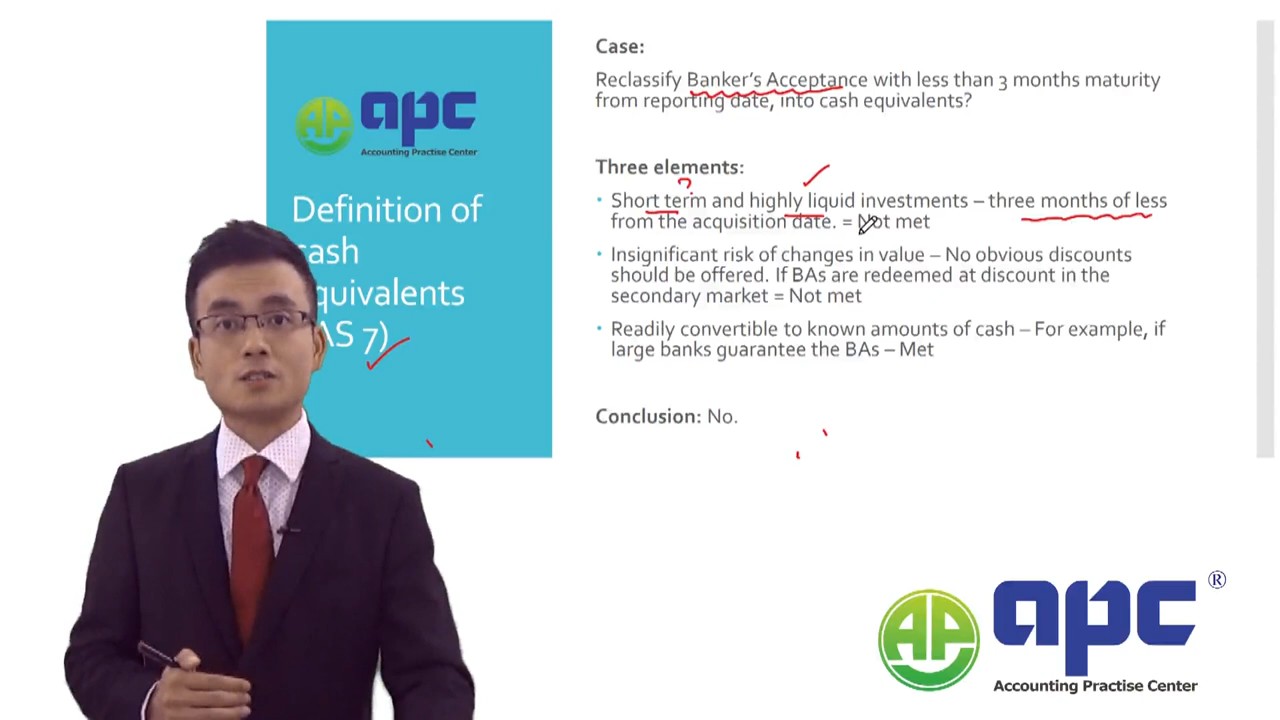 AP apc
Accounting Practise Center
Definition of
cash
equivalents
(IAS 7)
Case:
Reclassify Banker's Acceptance with less than 3 months maturity
from reporting date, into cash equivalents?
Three elements:
• Short term and highly liquid investments – three months of less
from the acquisition date. = Not met
• Insignificant risk of changes in value – No obvious discounts
should be offered. If BAs are redeemed at discount in the
secondary market = Not met
• Readily convertible to known amounts of cash – For example, if
large banks guarantee the BAs – Met
Conclusion: No.
AP apc ®
Accounting Practise Center